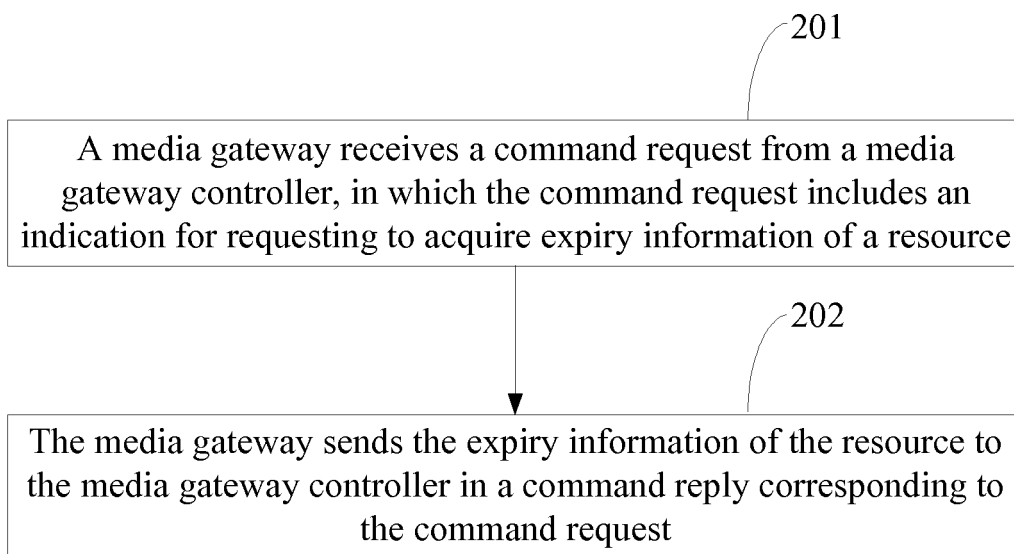 201
A media gateway receives a command request from a media
gateway controller, in which the command request includes an
indication for requesting to acquire expiry information of a resource
202
The media gateway sends the expiry information of the resource to
the media gateway controller in a command reply corresponding to
the command request